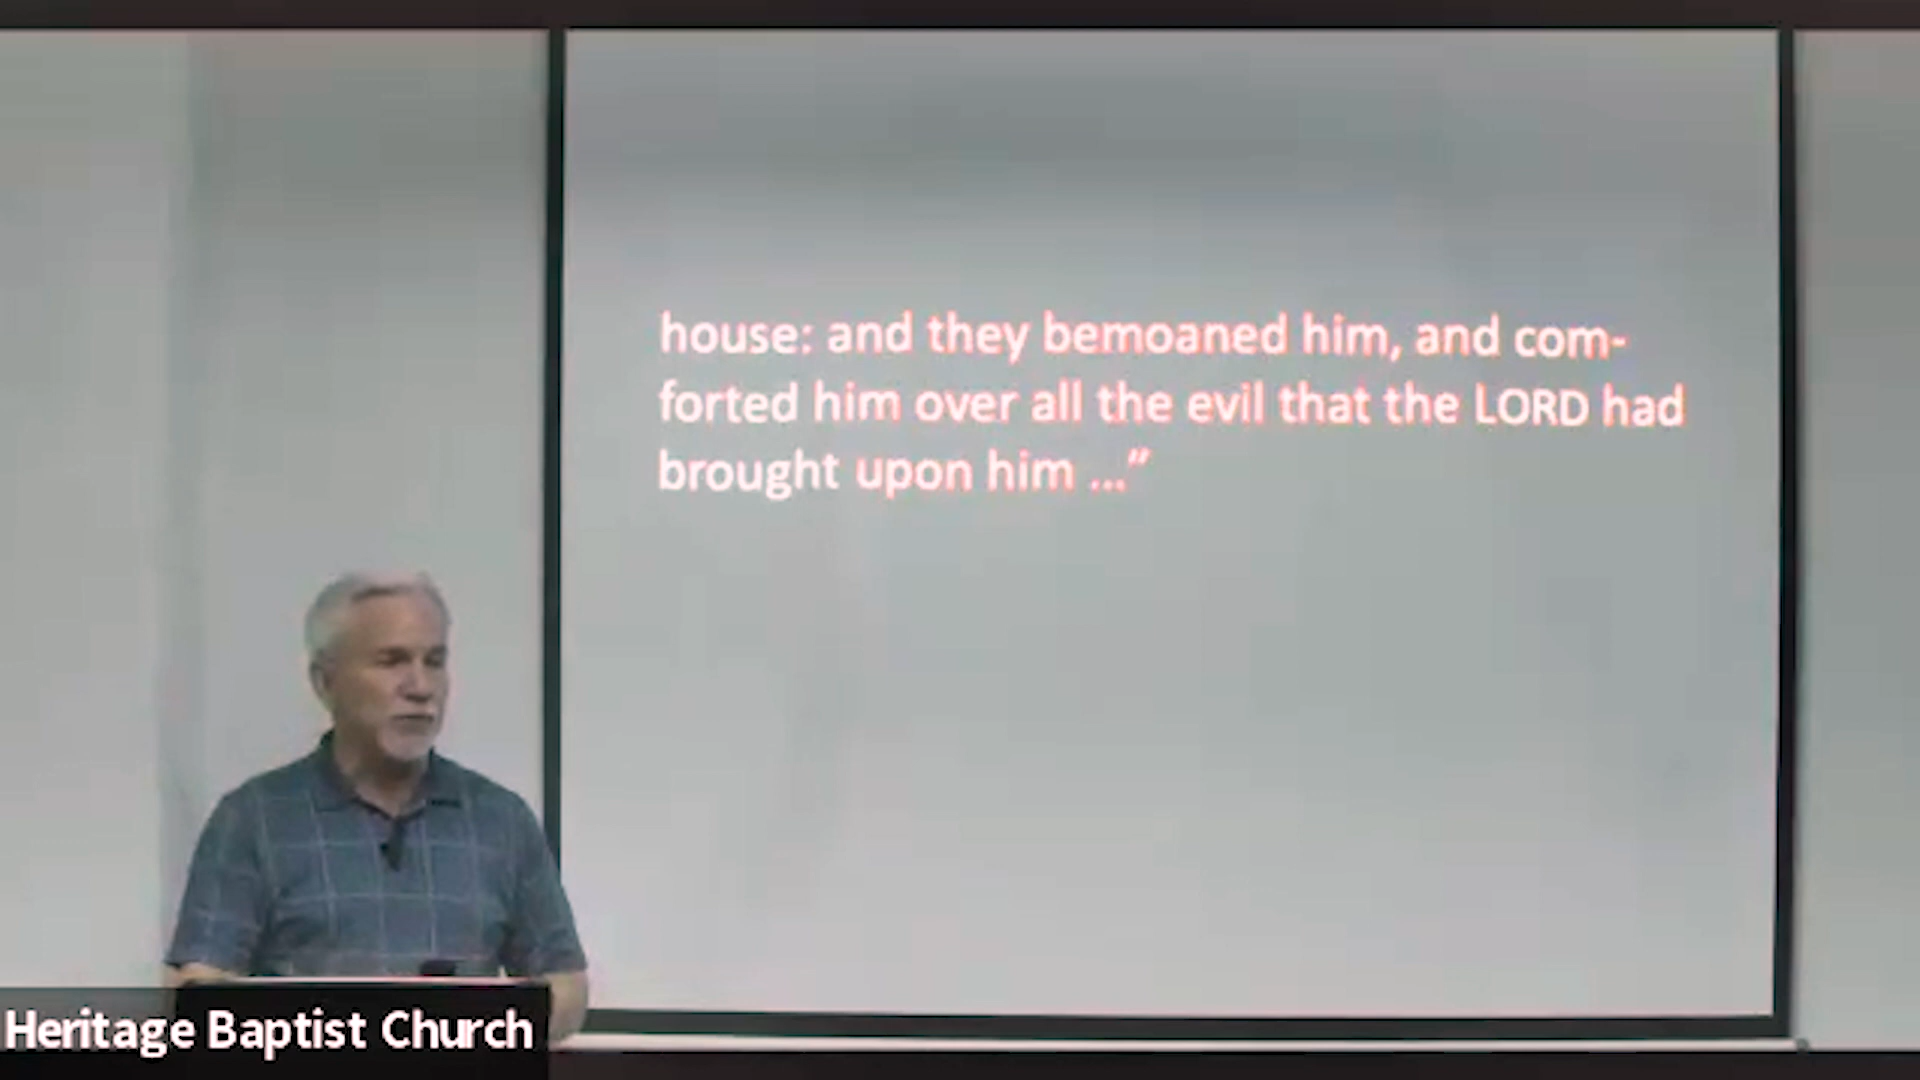 house: and they bemoaned him, and com-
forted him over all the evil that the LORD had
brought upon him ..."
Heritage Baptist Church